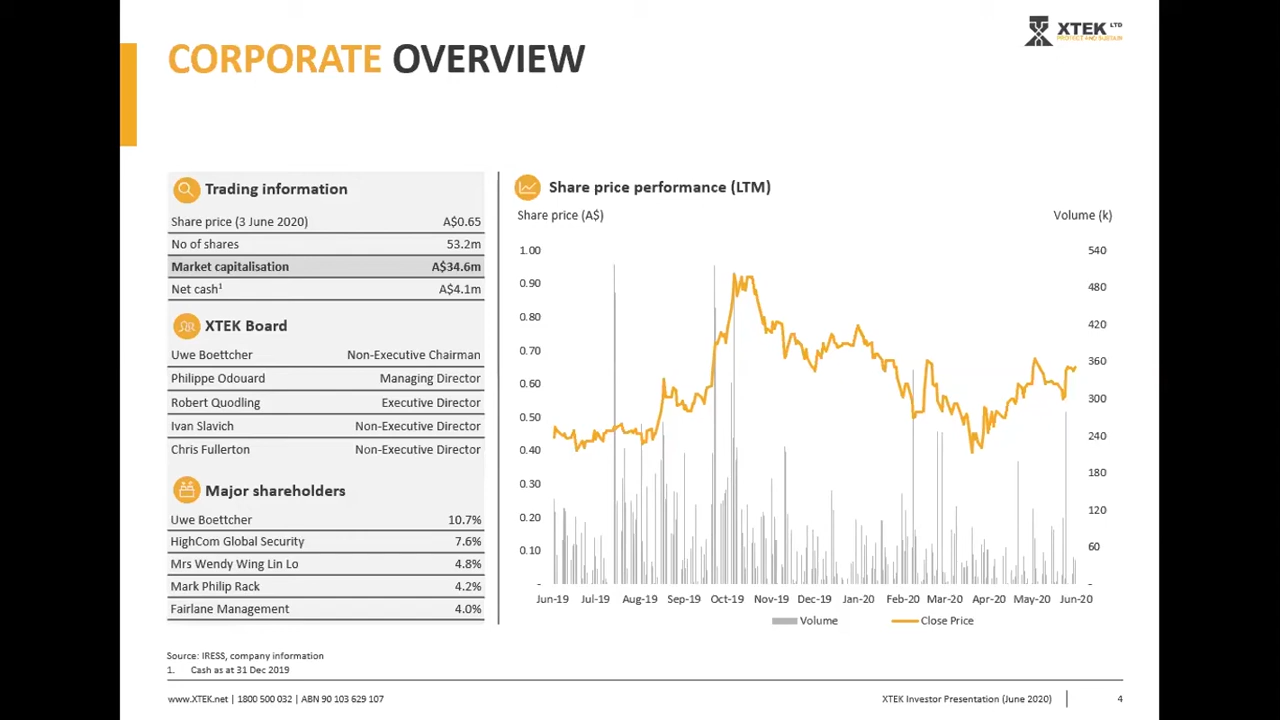 XTEK LTD
PROTECT AND SUSTAIN
CORPORATE OVERVIEW
Trading information
Share price (3 June 2020) A$0.65
No of shares 53.2m
Market capitalisation A$34.6m
Net cash¹ A$4.1m
XTEK Board
Uwe Boettcher Non-Executive Chairman
Philippe Odouard Managing Director
Robert Quodling Executive Director
Ivan Slavich Non-Executive Director
Chris Fullerton Non-Executive Director
Major shareholders
Uwe Boettcher 10.7%
HighCom Global Security 7.6%
Mrs Wendy Wing Lin Lo 4.8%
Mark Philip Rack 4.2%
Fairlane Management 4.0%
Share price performance (LTM)
Share price (A$) Volume (k)
1.00 540
0.90 480
0.80 420
0.70 360
0.60 300
0.50 240
0.40 180
0.30 120
0.20 60
0.10
- -
Jun-19 Jul-19 Aug-19 Sep-19 Oct-19 Nov-19 Dec-19 Jan-20 Feb-20 Mar-20 Apr-20 May-20 Jun-20
Volume Close Price
Source: IRESS, company information
1. Cash as at 31 Dec 2019
www.XTEK.net | 1800 500 032 | ABN 90 103 629 107 XTEK Investor Presentation (June 2020) 4